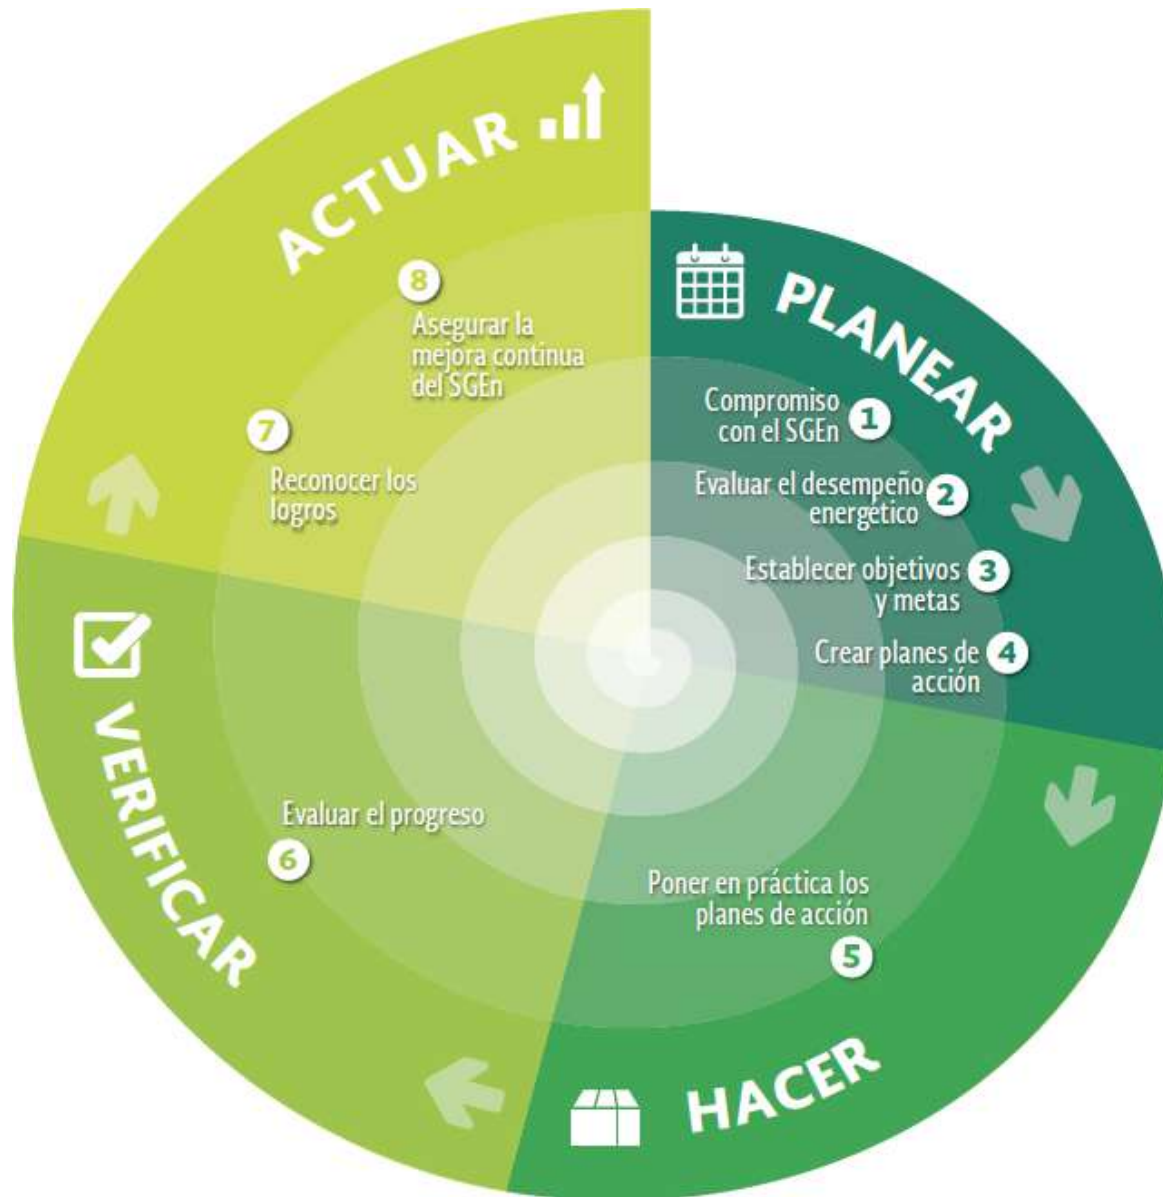 PLANEAR
1
Compromiso
con el SGEn
2
Evaluar el desempeño
energético
3
Establecer objetivos
y metas
4
Crear planes de
acción
HACER
5
Poner en práctica los
planes de acción
VERIFICAR
6
Evaluar el progreso
ACTUAR
7
Reconocer los
logros
8
Asegurar la
mejora continua
del SGEn